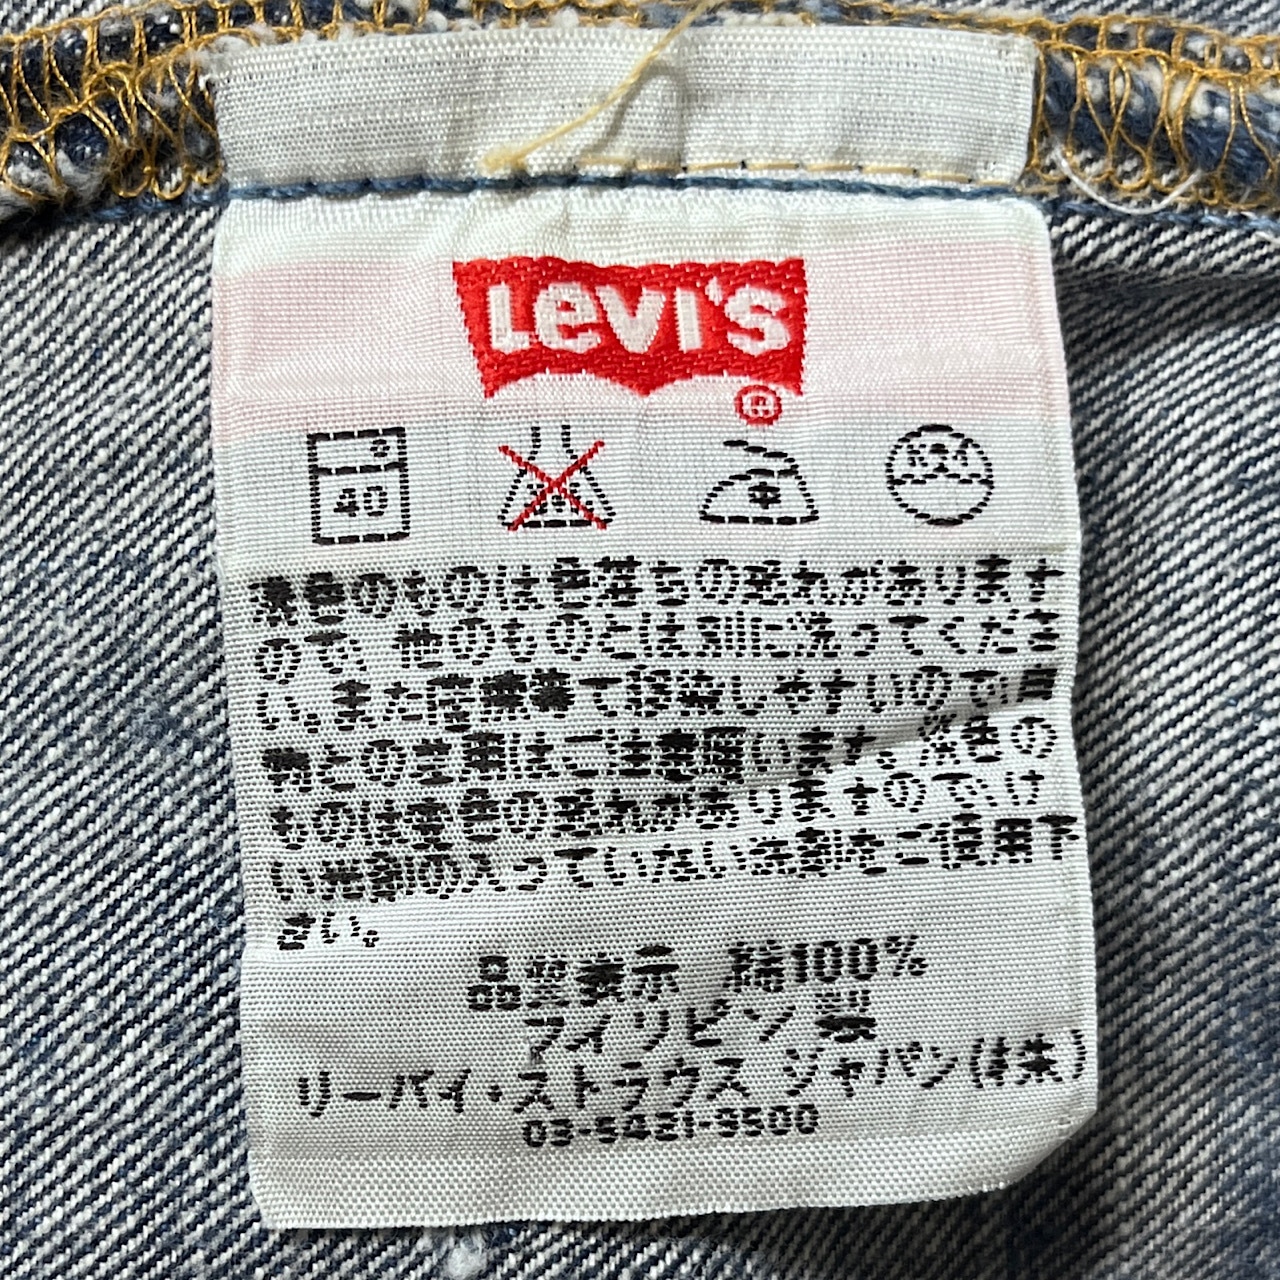 LEVI'S
®
40
濃色のものは色落ちの恐れがあります
ので、他のものとは別に洗ってくださ
い。また摩擦等で移染しやすいので、着
物との着用はご注意願います。淡色の
ものは変色の恐れがありますので、け
い光剤の入っていない洗剤をご使用下
さい。
品質表示 綿100%
フィリピン製
リーバイ・ストラウス ジャパン(株)
03-5421-9500